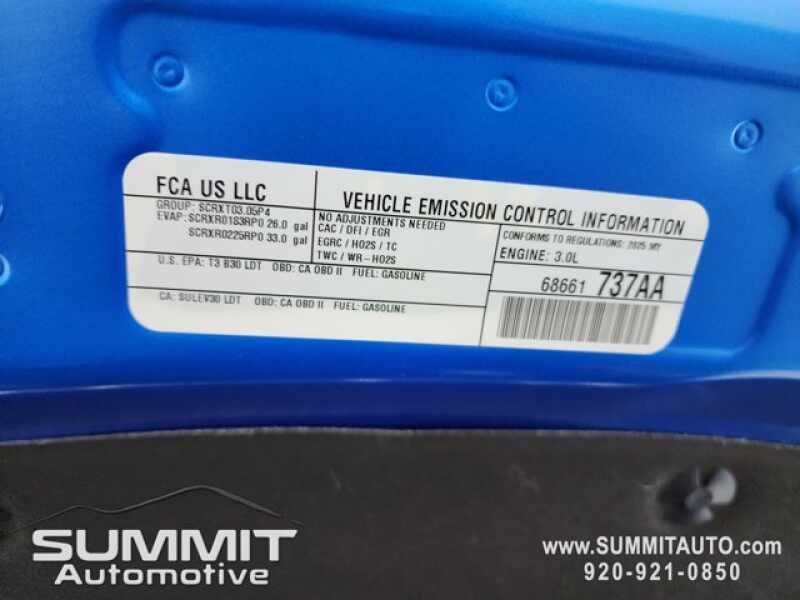 FCA US LLC
GROUP: SCRXT03.05P4
EVAP: SCRXR0183RP0 26.0 gal
SCRXR0225RP0 33.0 gal
U.S. EPA: T3 B30 LDT OBD: CA OBD II FUEL: GASOLINE
CA: SULEV30 LDT OBD: CA OBD II FUEL: GASOLINE
VEHICLE EMISSION CONTROL INFORMATION
NO ADJUSTMENTS NEEDED
CAC / DFI / EGR
EGRC / HO2S / TC
TWC / WR-HO2S
CONFORMS TO REGULATIONS: 2025 MY
ENGINE: 3.0L
68661 737AA
SUMMIT
Automotive
www.SUMMITAUTO.com
920-921-0850